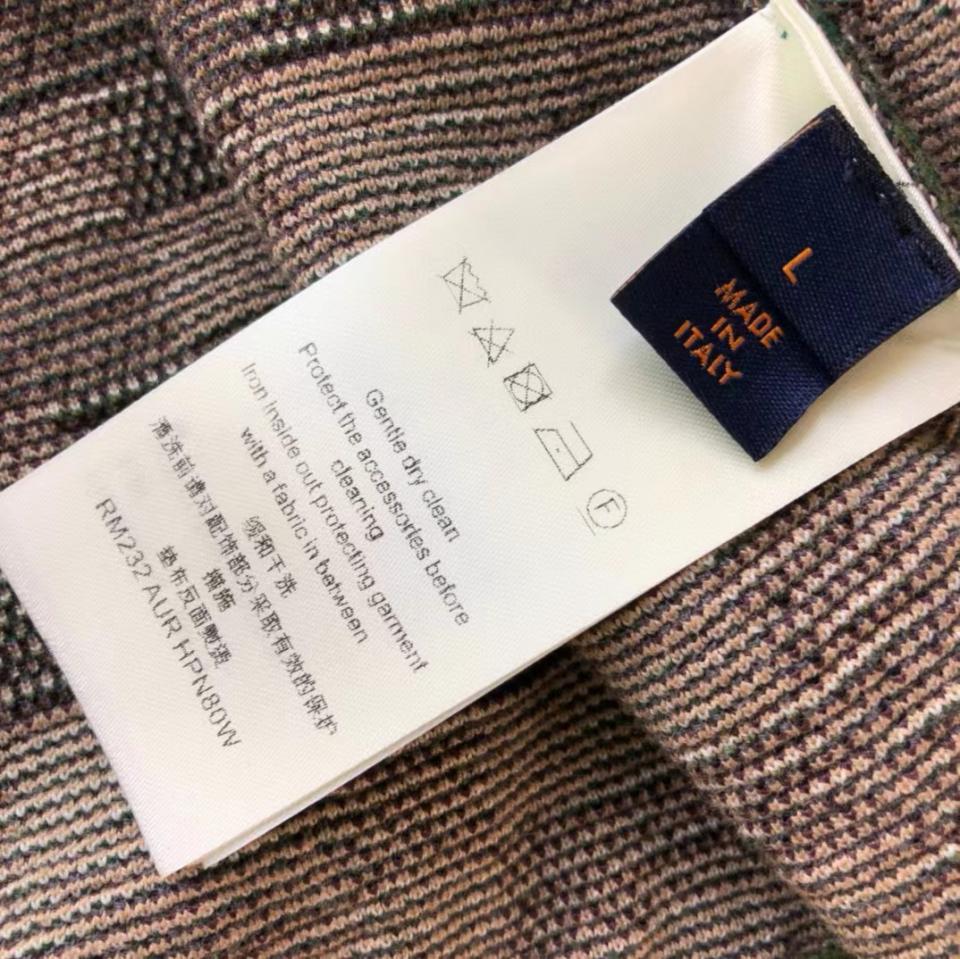 L
MADE
IN
ITALY
F
Gentle dry clean
Protect the accessories before
cleaning
Iron inside out protecting garment
with a fabric in between
缓和干洗
清洗前请对配饰部分采取有效的保护
措施
垫布反面熨烫
RM232 AUR HPN80W